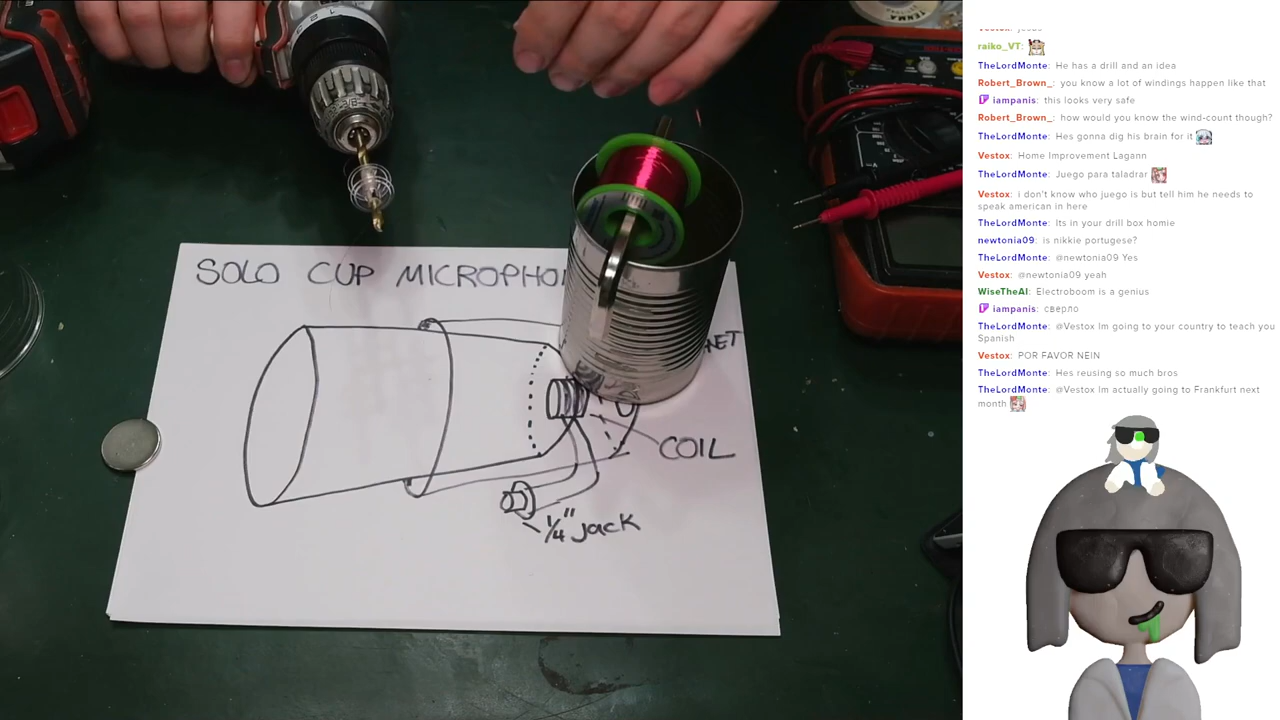 SOLO CUP MICROPHO
NET
COIL
1/4" Jack
TENMA
raiko_VT:
TheLordMonte: He has a drill and an idea
Robert_Brown_: you know a lot of windings happen like that
iampanis: this looks very safe
Robert_Brown_: how would you know the wind-count though?
TheLordMonte: Hes gonna dig his brain for it
Vestox: Home Improvement Lagann
TheLordMonte: Juego para taladrar
Vestox: i don't know who juego is but tell him he needs to
speak american in here
TheLordMonte: Its in your drill box homie
newtonia09: is nikkie portugese?
TheLordMonte: @newtonia09 Yes
Vestox: @newtonia09 yeah
WiseTheAI: Electroboom is a genius
iampanis: сверло
TheLordMonte: @Vestox Im going to your country to teach you
Spanish
Vestox: POR FAVOR NEIN
TheLordMonte: Hes reusing so much bros
TheLordMonte: @Vestox Im actually going to Frankfurt next
month